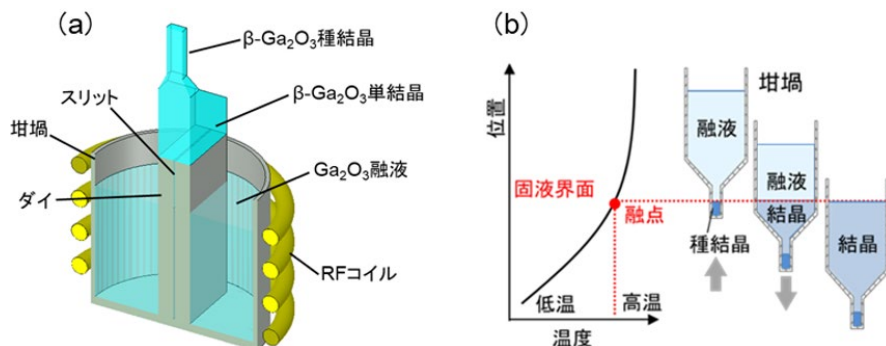 (a)
β-Ga2O3種結晶
β-Ga2O3単結晶
スリット
坩堝
Ga2O3融液
ダイ
RFコイル
(b)
位置
坩堝
融液
固液界面
融点
融液
結晶
種結晶
結晶
低温
高温
温度